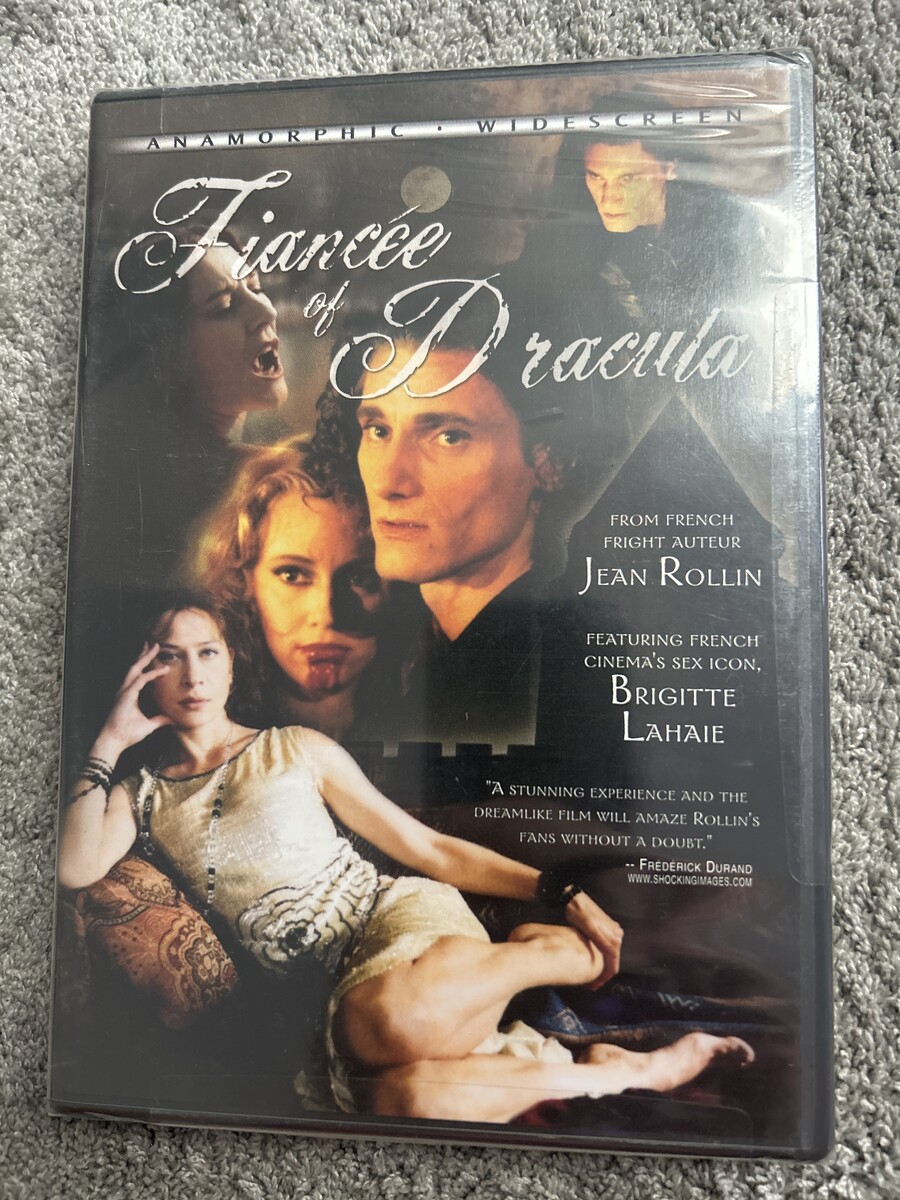 ANAMORPHIC · WIDESCREEN
Fiancée
of
Dracula
FROM FRENCH
FRIGHT AUTEUR
JEAN ROLLIN
FEATURING FRENCH
CINEMA'S SEX ICON,
BRIGITTE
LAHAIE
"A STUNNING EXPERIENCE AND THE
DREAMLIKE FILM WILL AMAZE ROLLIN'S
FANS WITHOUT A DOUBT."
-- FRÉDÉRICK DURAND
WWW.SHOCKINGIMAGES.COM